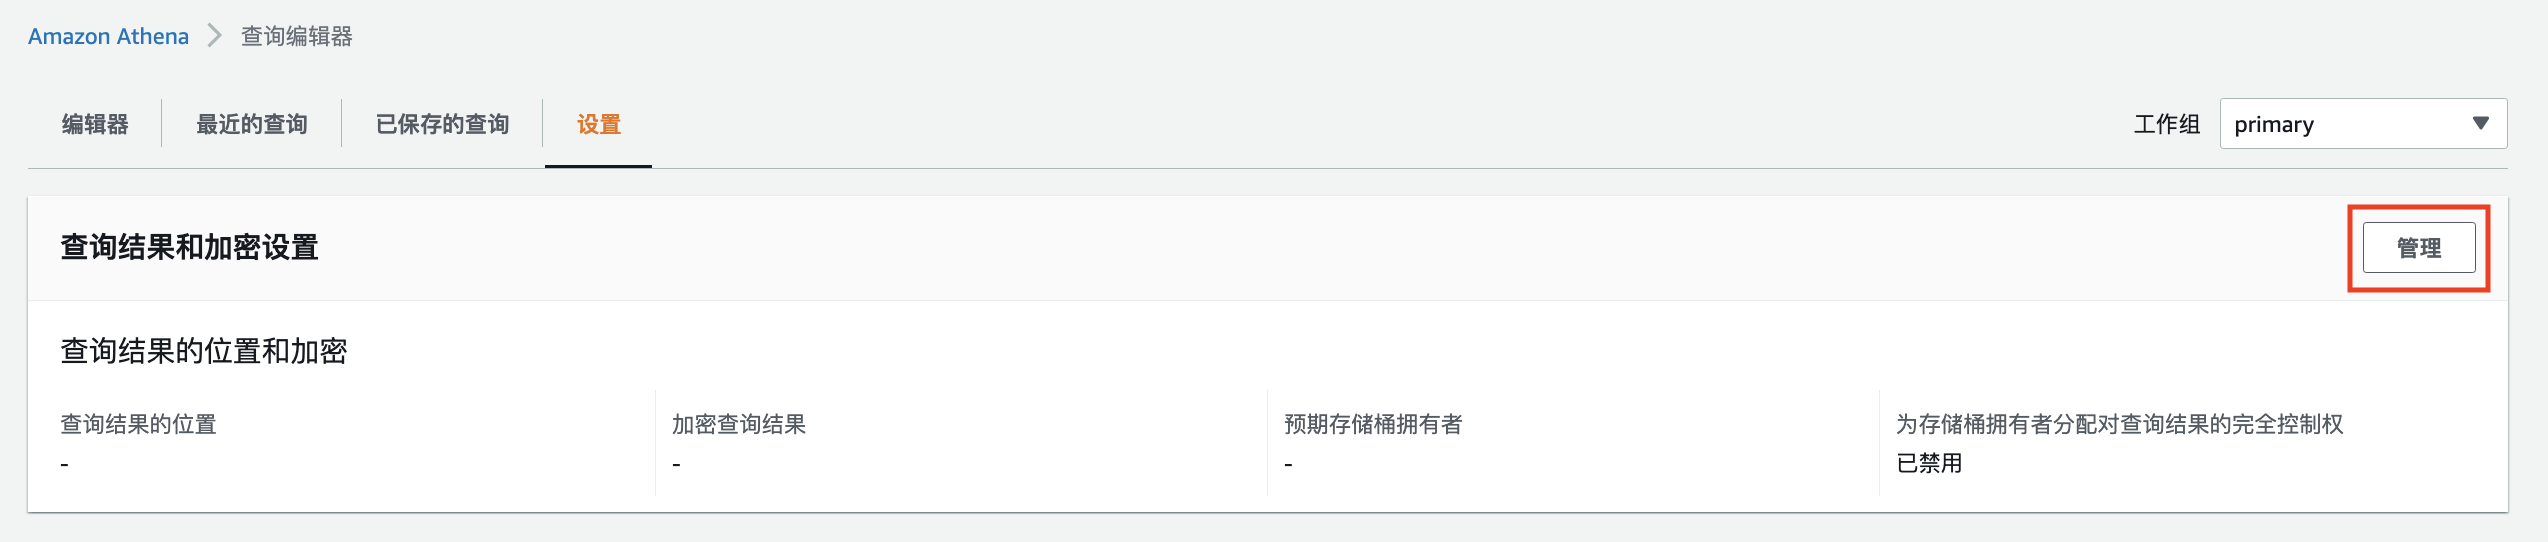 Amazon Athena > 查询编辑器
编辑器 最近的查询 已保存的查询 设置 工作组 primary
查询结果和加密设置 管理
查询结果的位置和加密
查询结果的位置 加密查询结果 预期存储桶拥有者 为存储桶拥有者分配对查询结果的完全控制权
- - - 已禁用